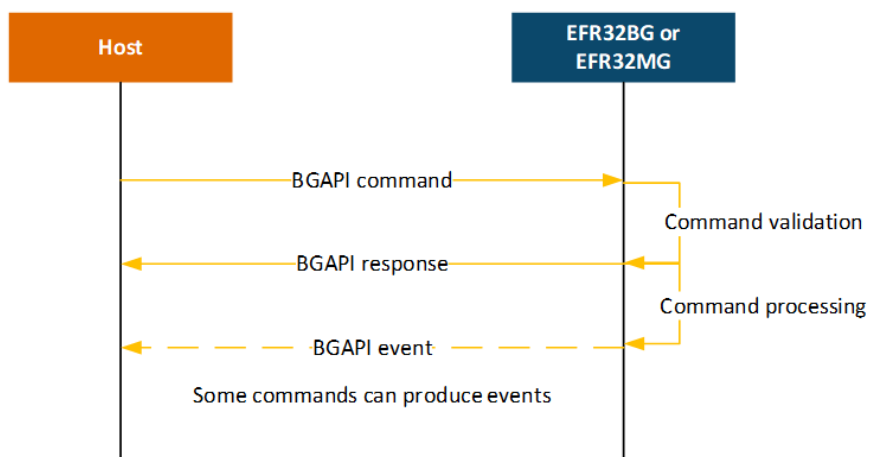 Host
EFR32BG or
EFR32MG
BGAPI command
Command validation
BGAPI response
Command processing
BGAPI event
Some commands can produce events